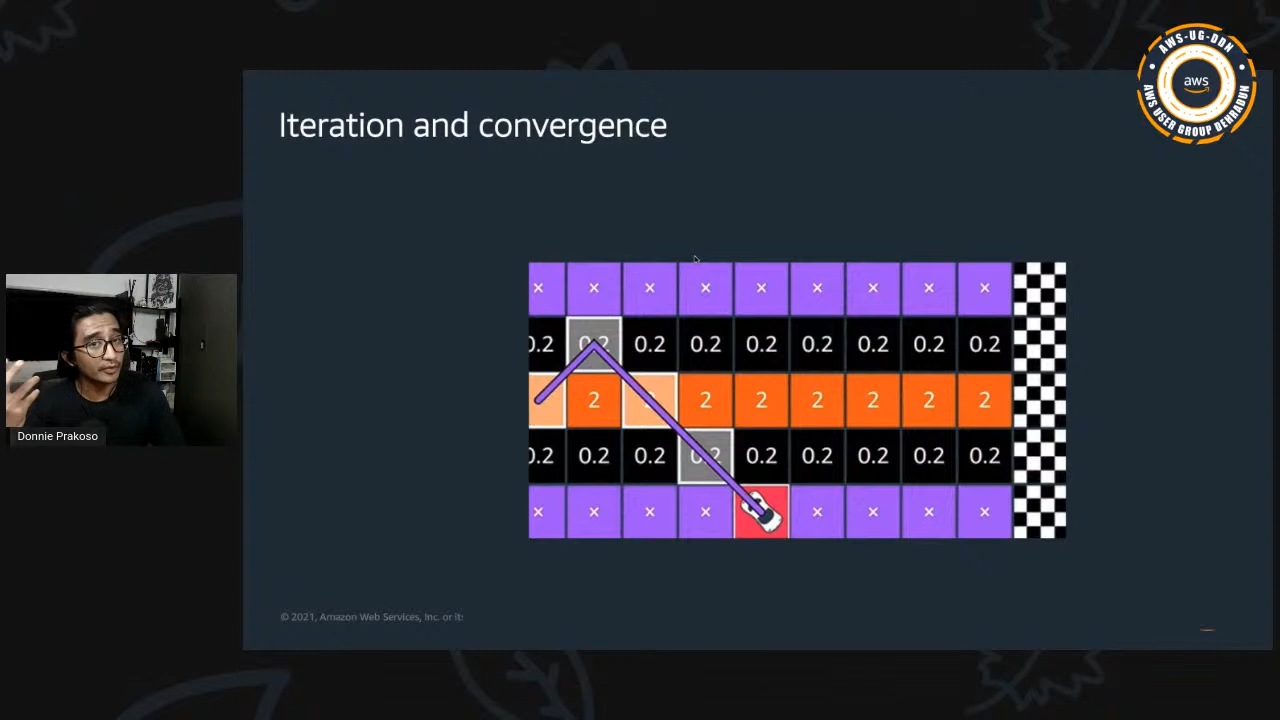 AWS-UG-DDN
aws
AWS USER GROUP DEHRADUN
Iteration and convergence
× × × × × × × × ×
0.2 0.2 0.2 0.2 0.2 0.2 0.2 0.2
2 2 2 2 2 2 2
0.2 0.2 0.2 0.2 0.2 0.2 0.2 0.2 0.2
× × × × × × × ×
Donnie Prakoso
© 2021, Amazon Web Services, Inc. or its